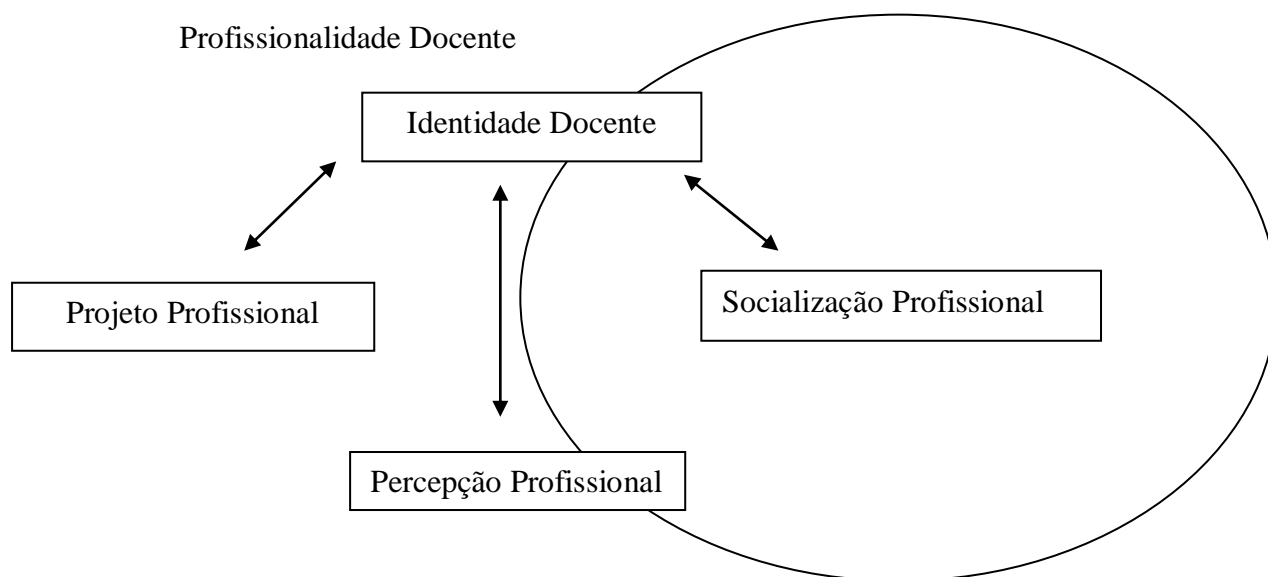 Profissionalidade Docente
Identidade Docente
Projeto Profissional
Socialização Profissional
Percepção Profissional